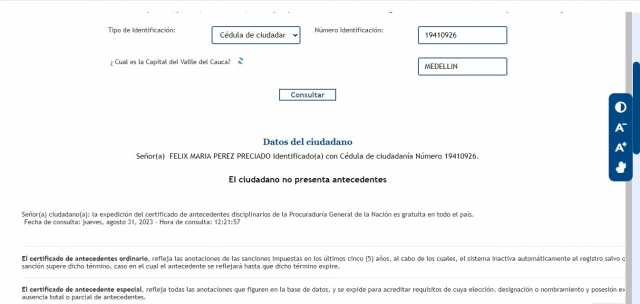 Tipo de Identificación: Cédula de ciudadar Número Identificación: 19410926
¿ Cual es la Capital del Vallle del Cauca? MEDELLIN
Consultar
A-
A+
Datos del ciudadano
Señor(a) FELIX MARIA PEREZ PRECIADO identificado(a) con Cédula de ciudadanía Número 19410926.
El ciudadano no presenta antecedentes
Señor(a) ciudadano(a): la expedición del certificado de antecedentes disciplinarios de la Procuraduría General de la Nación es gratuita en todo el país.
Fecha de consulta: jueves, agosto 31, 2023 - Hora de consulta: 12:21:57
El certificado de antecedentes ordinario, refleja las anotaciones de las sanciones impuestas en los últimos cinco (5) años, al cabo de los cuales, el sistema inactiva automáticamente el registro salvo
sanción supere dicho término, caso en el cual el antecedente se reflejará hasta que dicho término expire.
El certificado de antecedente especial, refleja todas las anotaciones que figuren en la base de datos, y se expide para acreditar requisitos de cuya elección, designación o nombramiento y posesión
ausencia total o parcial de antecedentes.